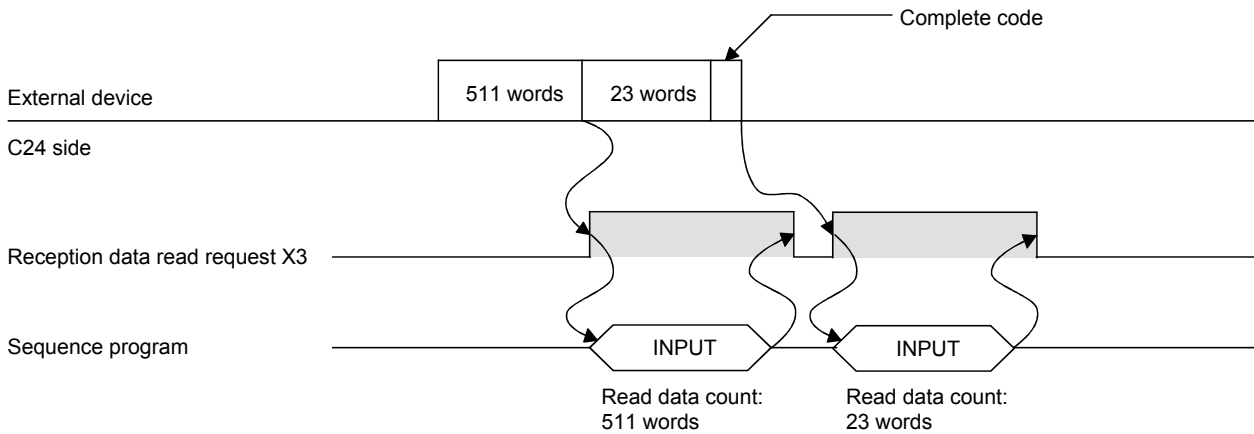 Complete code
External device
511 words
23 words
C24 side
Reception data read request X3
Sequence program
INPUT
INPUT
Read data count:
511 words
Read data count:
23 words